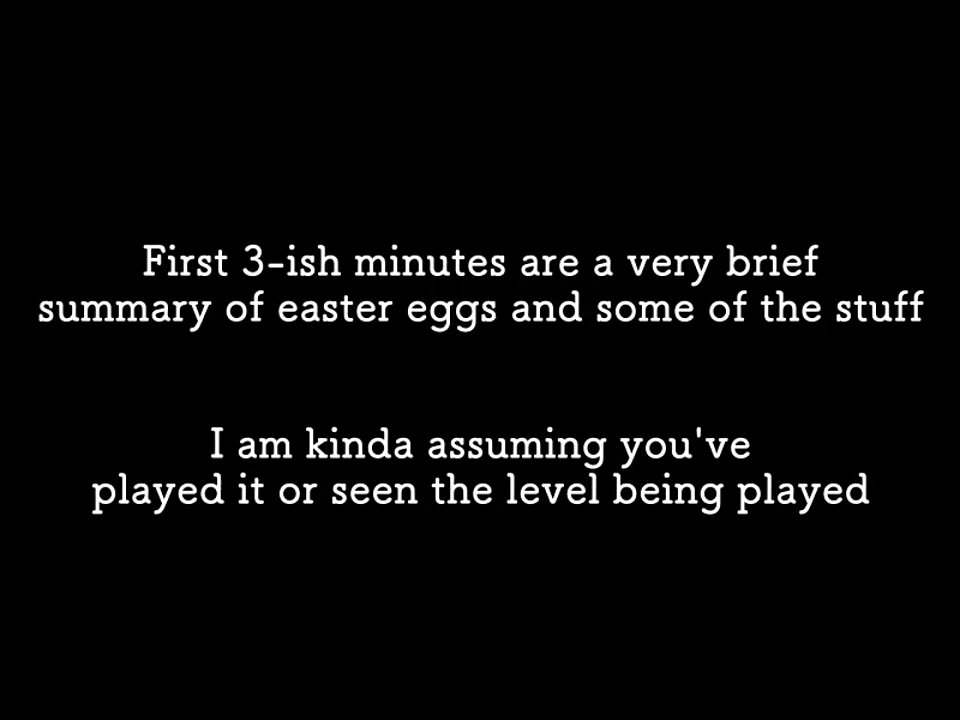 First 3-ish minutes are a very brief
summary of easter eggs and some of the stuff
I am kinda assuming you've
played it or seen the level being played